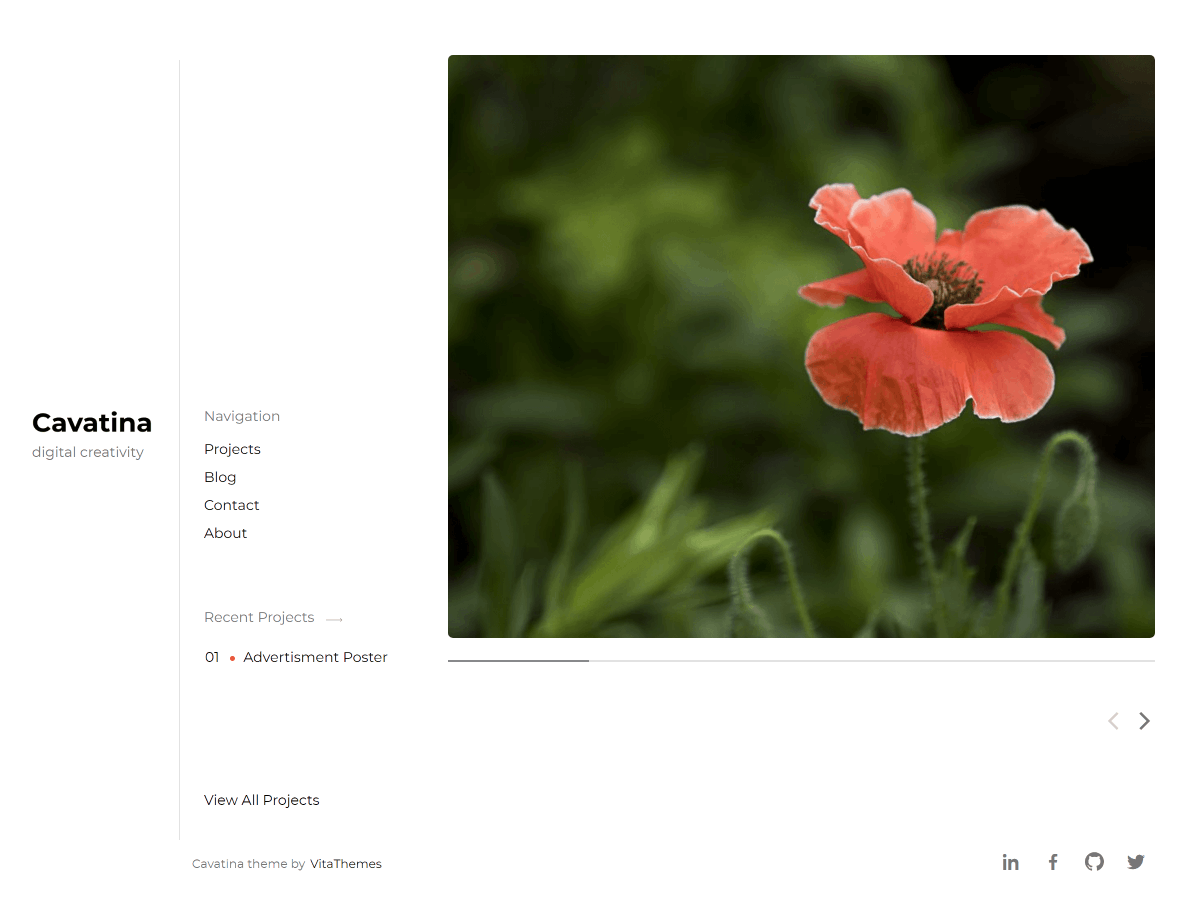 Cavatina
digital creativity
Navigation
Projects
Blog
Contact
About
Recent Projects
01 Advertisment Poster
View All Projects
Cavatina theme by VitaThemes